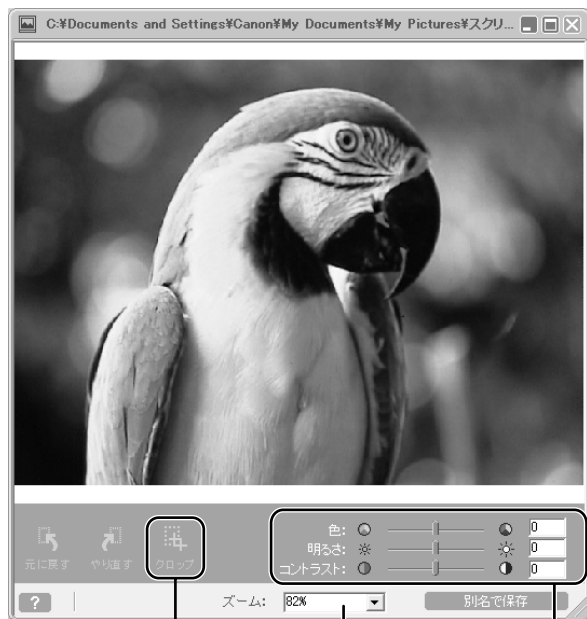 C:¥Documents and Settings¥Canon¥My Documents¥My Pictures¥スクリ...
元に戻す やり直す クロップ
色: 0
明るさ: 0
コントラスト: 0
? ズーム: 82% 別名で保存